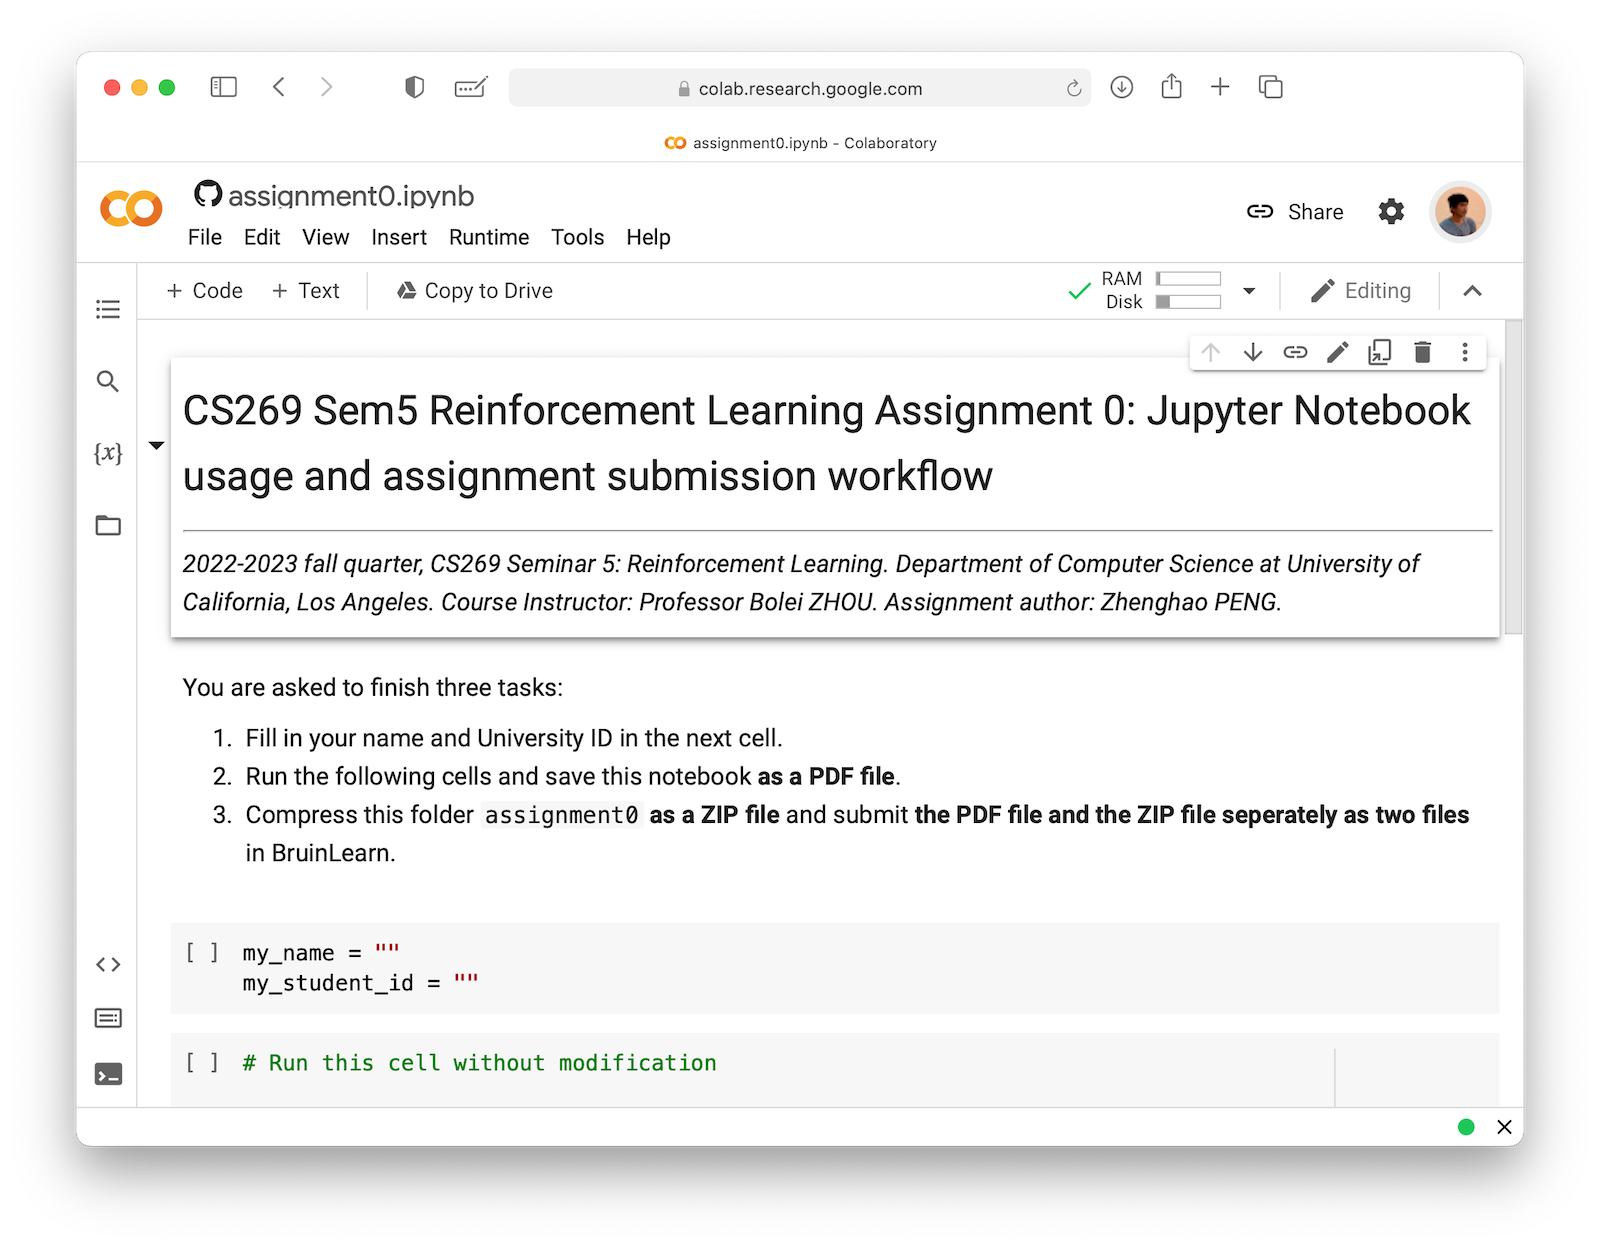 colab.research.google.com
assignment0.ipynb - Colaboratory
assignment0.ipynb
File Edit View Insert Runtime Tools Help
Share
+ Code + Text Copy to Drive
RAM
Disk
Editing
{x}
CS269 Sem5 Reinforcement Learning Assignment 0: Jupyter Notebook
usage and assignment submission workflow
2022-2023 fall quarter, CS269 Seminar 5: Reinforcement Learning. Department of Computer Science at University of
California, Los Angeles. Course Instructor: Professor Bolei ZHOU. Assignment author: Zhenghao PENG.
You are asked to finish three tasks:
1. Fill in your name and University ID in the next cell.
2. Run the following cells and save this notebook as a PDF file.
3. Compress this folder assignment0 as a ZIP file and submit the PDF file and the ZIP file seperately as two files
in BruinLearn.
[ ] my_name = ""
my_student_id = ""
[ ] # Run this cell without modification